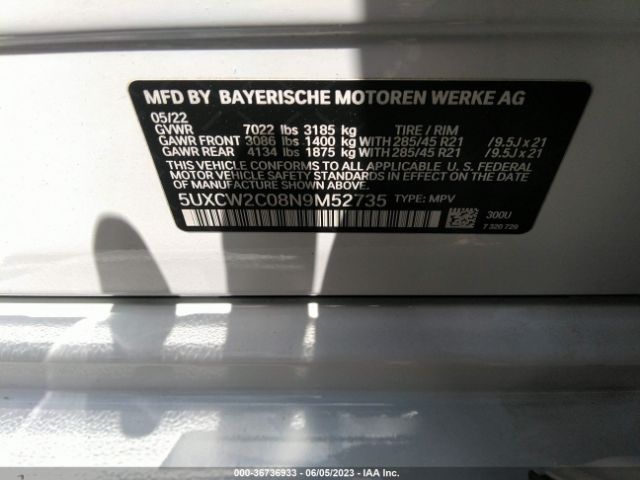 MFD BY BAYERISCHE MOTOREN WERKE AG
05/22
GVWR 7022 lbs 3185 kg TIRE / RIM
GAWR FRONT 3086 lbs 1400 kg WITH 285/45 R21 / 9.5J x 21
GAWR REAR 4134 lbs 1875 kg WITH 285/45 R21 / 9.5J x 21
THIS VEHICLE CONFORMS TO ALL APPLICABLE U. S. FEDERAL
MOTOR VEHICLE SAFETY STANDARDS IN EFFECT ON THE
DATE OF MANUFACTURE SHOWN ABOVE.
5UXCW2C08N9M52735 TYPE: MPV
300U
7 320 729
000-36736933 - 06/05/2023 - IAA Inc.